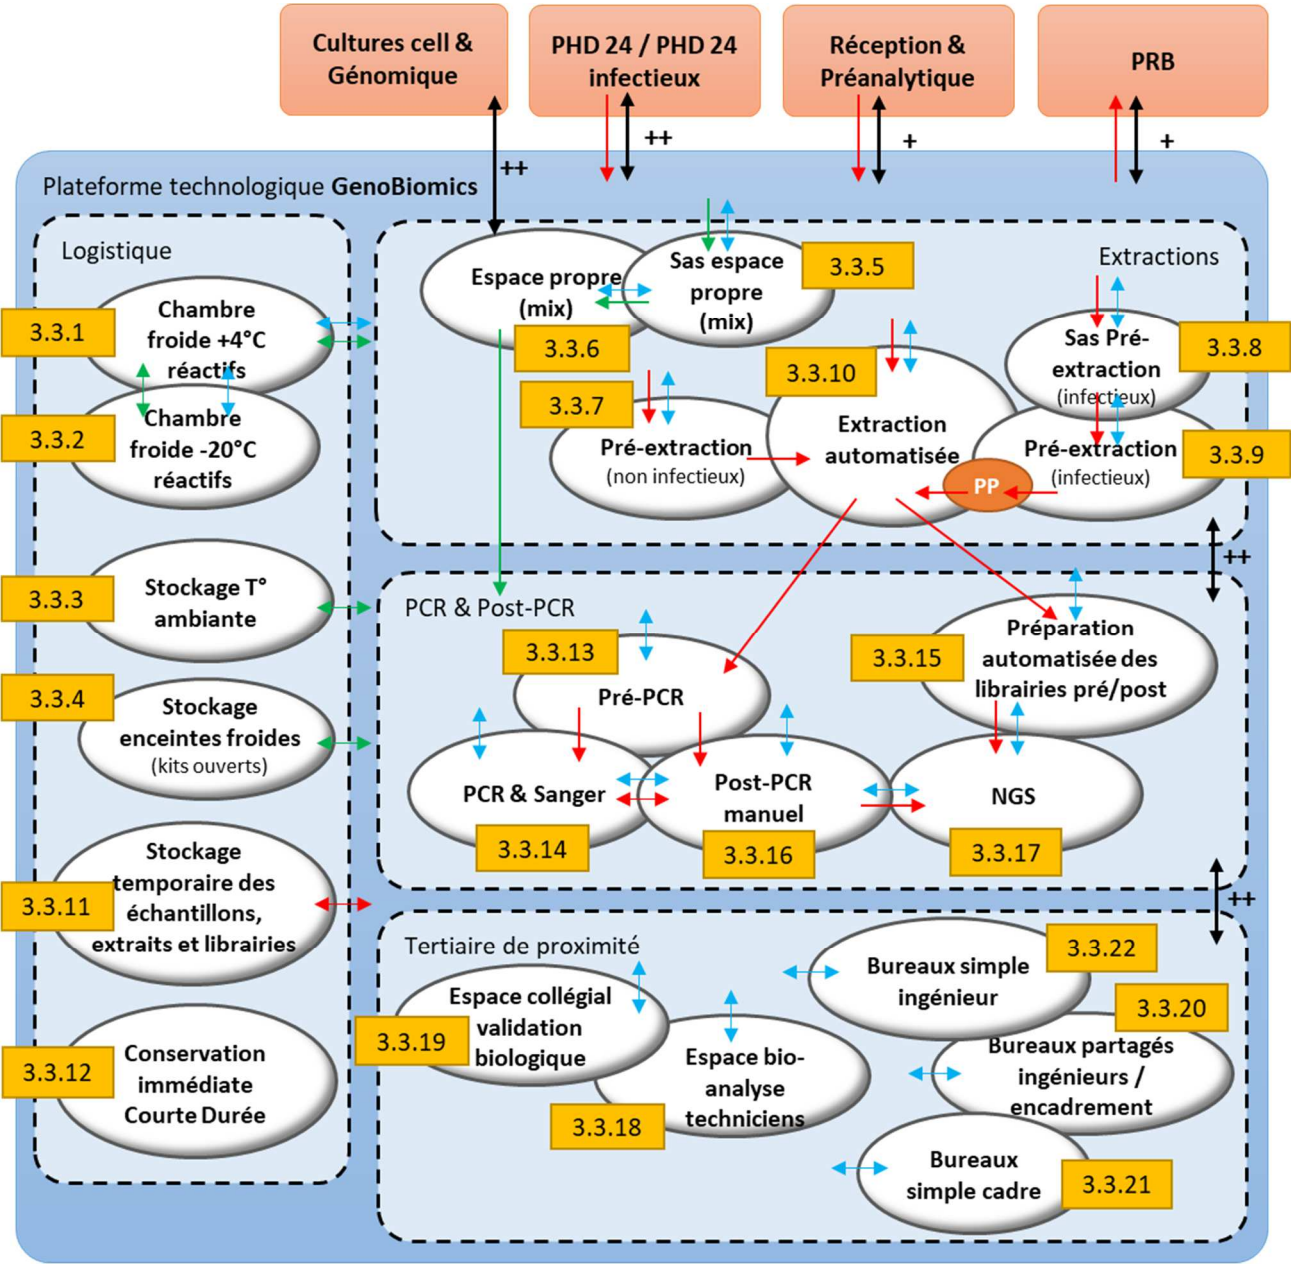 Cultures cell &
Génomique
PHD 24 / PHD 24
infectieux
Réception &
Préanalytique
PRB
++
++
+
+
Plateforme technologique GenoBiomics
Logistique
3.3.1
Chambre
froide +4°C
réactifs
3.3.2
Chambre
froide -20°C
réactifs
3.3.3
Stockage T°
ambiante
3.3.4
Stockage
enceintes froides
(kits ouverts)
3.3.11
Stockage
temporaire des
échantillons,
extraits et librairies
3.3.12
Conservation
immédiate
Courte Durée
Extractions
Espace propre
(mix)
3.3.6
Sas espace
propre
(mix)
3.3.5
3.3.7
Pré-extraction
(non infectieux)
3.3.10
Extraction
automatisée
Sas Pré-
extraction
(infectieux)
3.3.8
Pré-extraction
(infectieux)
3.3.9
PP
++
PCR & Post-PCR
3.3.13
Pré-PCR
3.3.15
Préparation
automatisée des
librairies pré/post
PCR & Sanger
3.3.14
Post-PCR
manuel
3.3.16
NGS
3.3.17
++
Tertiaire de proximité
Espace collégial
validation
biologique
3.3.19
Espace bio-
analyse
techniciens
3.3.18
Bureaux simple
ingénieur
3.3.22
3.3.20
Bureaux partagés
ingénieurs /
encadrement
Bureaux
simple cadre
3.3.21